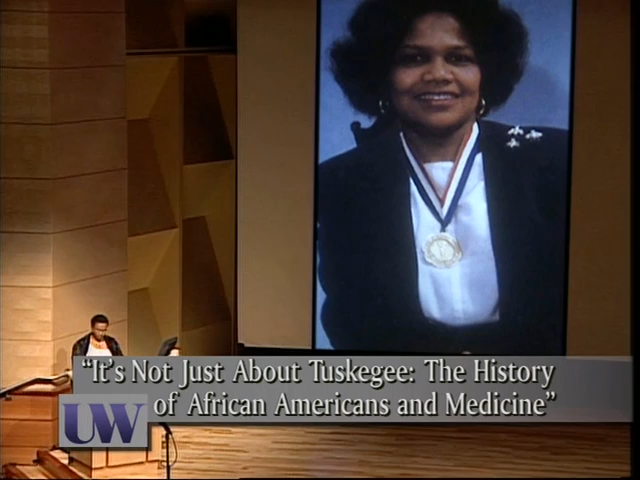 “It's Not Just About Tuskegee: The History
of African Americans and Medicine”
UW